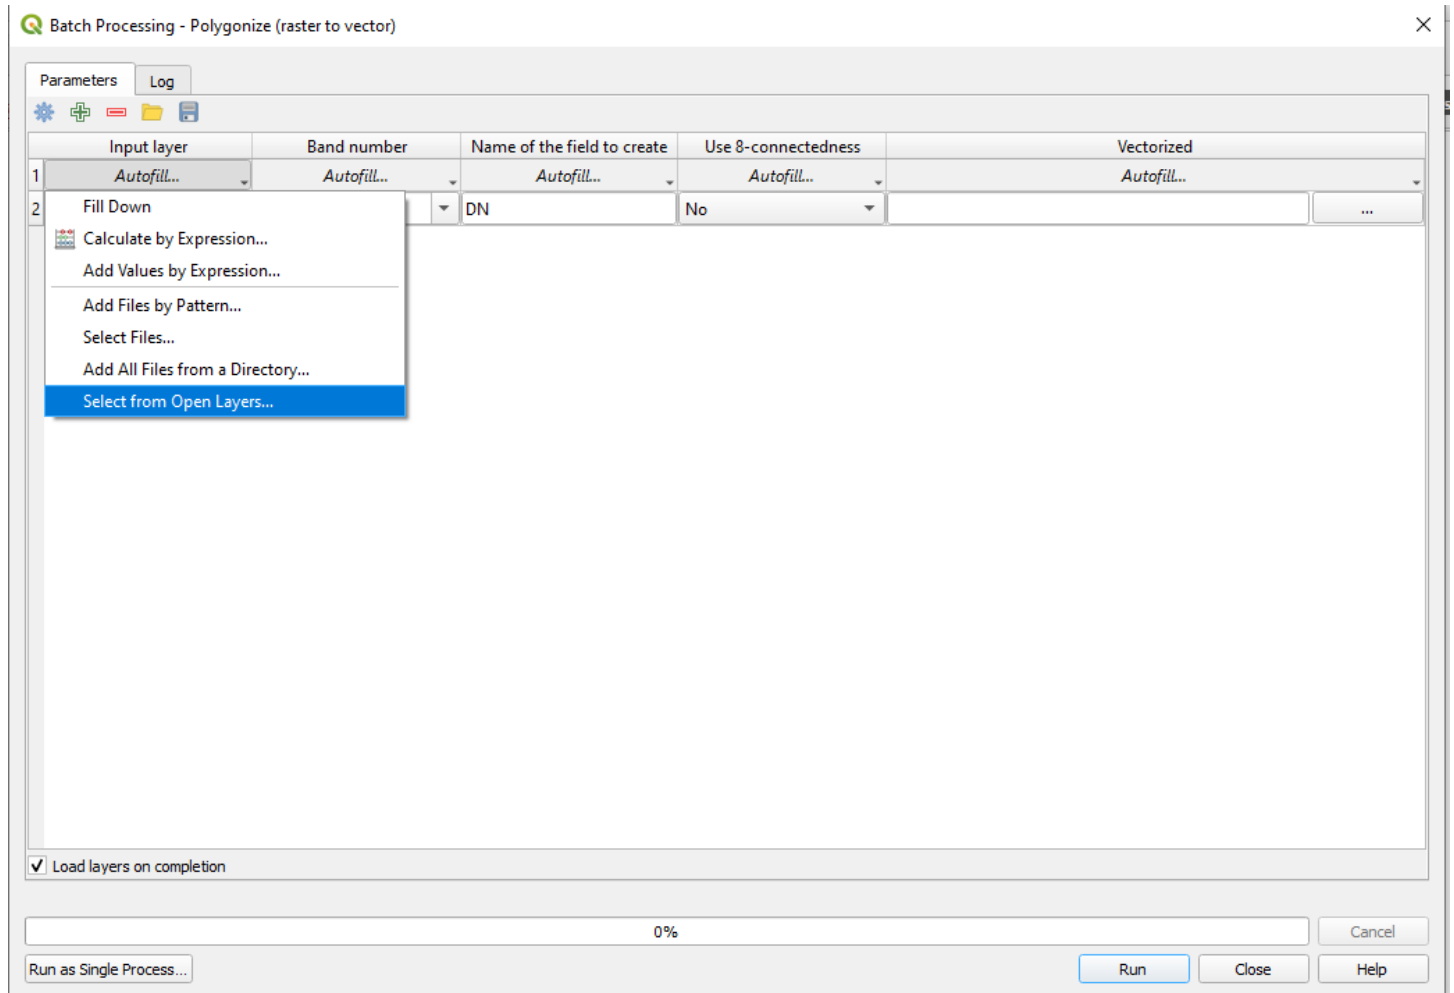 Batch Processing - Polygonize (raster to vector)
Parameters Log
Input layer Band number Name of the field to create Use 8-connectedness Vectorized
1 Autofill... Autofill... Autofill... Autofill... Autofill...
2 DN No ...
Fill Down
Calculate by Expression...
Add Values by Expression...
Add Files by Pattern...
Select Files...
Add All Files from a Directory...
Select from Open Layers...
Load layers on completion
0% Cancel
Run as Single Process... Run Close Help